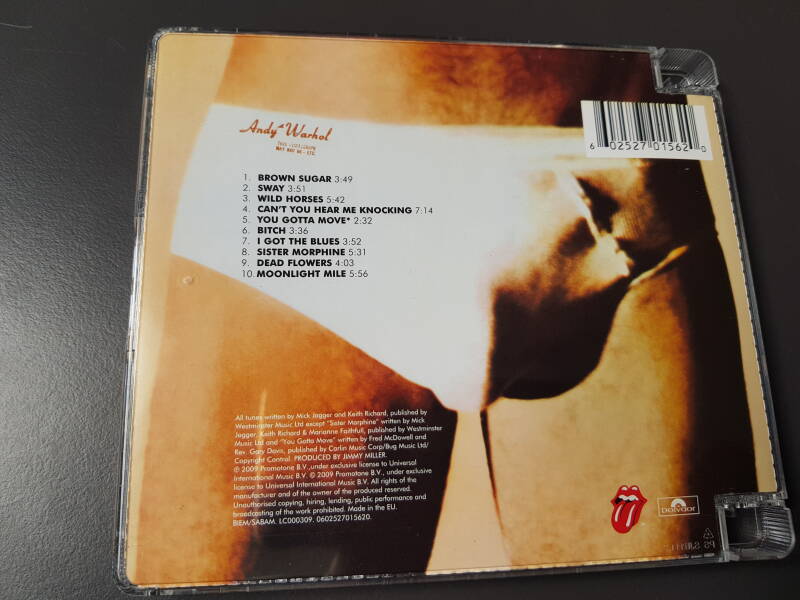 Andy Warhol
THIS PHOTOGRAPH
MAY NOT BE - ETC.
6 02527 01562 0
1. BROWN SUGAR 3:49
2. SWAY 3:51
3. WILD HORSES 5:42
4. CAN'T YOU HEAR ME KNOCKING 7:14
5. YOU GOTTA MOVE* 2:32
6. BITCH 3:36
7. I GOT THE BLUES 3:52
8. SISTER MORPHINE 5:31
9. DEAD FLOWERS 4:03
10. MOONLIGHT MILE 5:56
All tunes written by Mick Jagger and Keith Richard, published by
Westminster Music Ltd except "Sister Morphine" written by Mick
Jagger, Keith Richard & Marianne Faithfull, published by Westminster
Music Ltd and "You Gotta Move" written by Fred McDowell and
Rev. Gary Davis, published by Carlin Music Corp/Bug Music Ltd/
Copyright Control. PRODUCED BY JIMMY MILLER.
℗ 2009 Promotone B.V.,under exclusive license to Universal
International Music B.V. © 2009 Promotone B.V., under exclusive
license to Universal International Music B.V. All rights of the
manufacturer and of the owner of the produced reserved.
Unauthorised copying, hiring, lending, public performance and
broadcasting of the work prohibited. Made in the EU.
BIEM/SABAM. LC000309. 0602527015620.
polydor